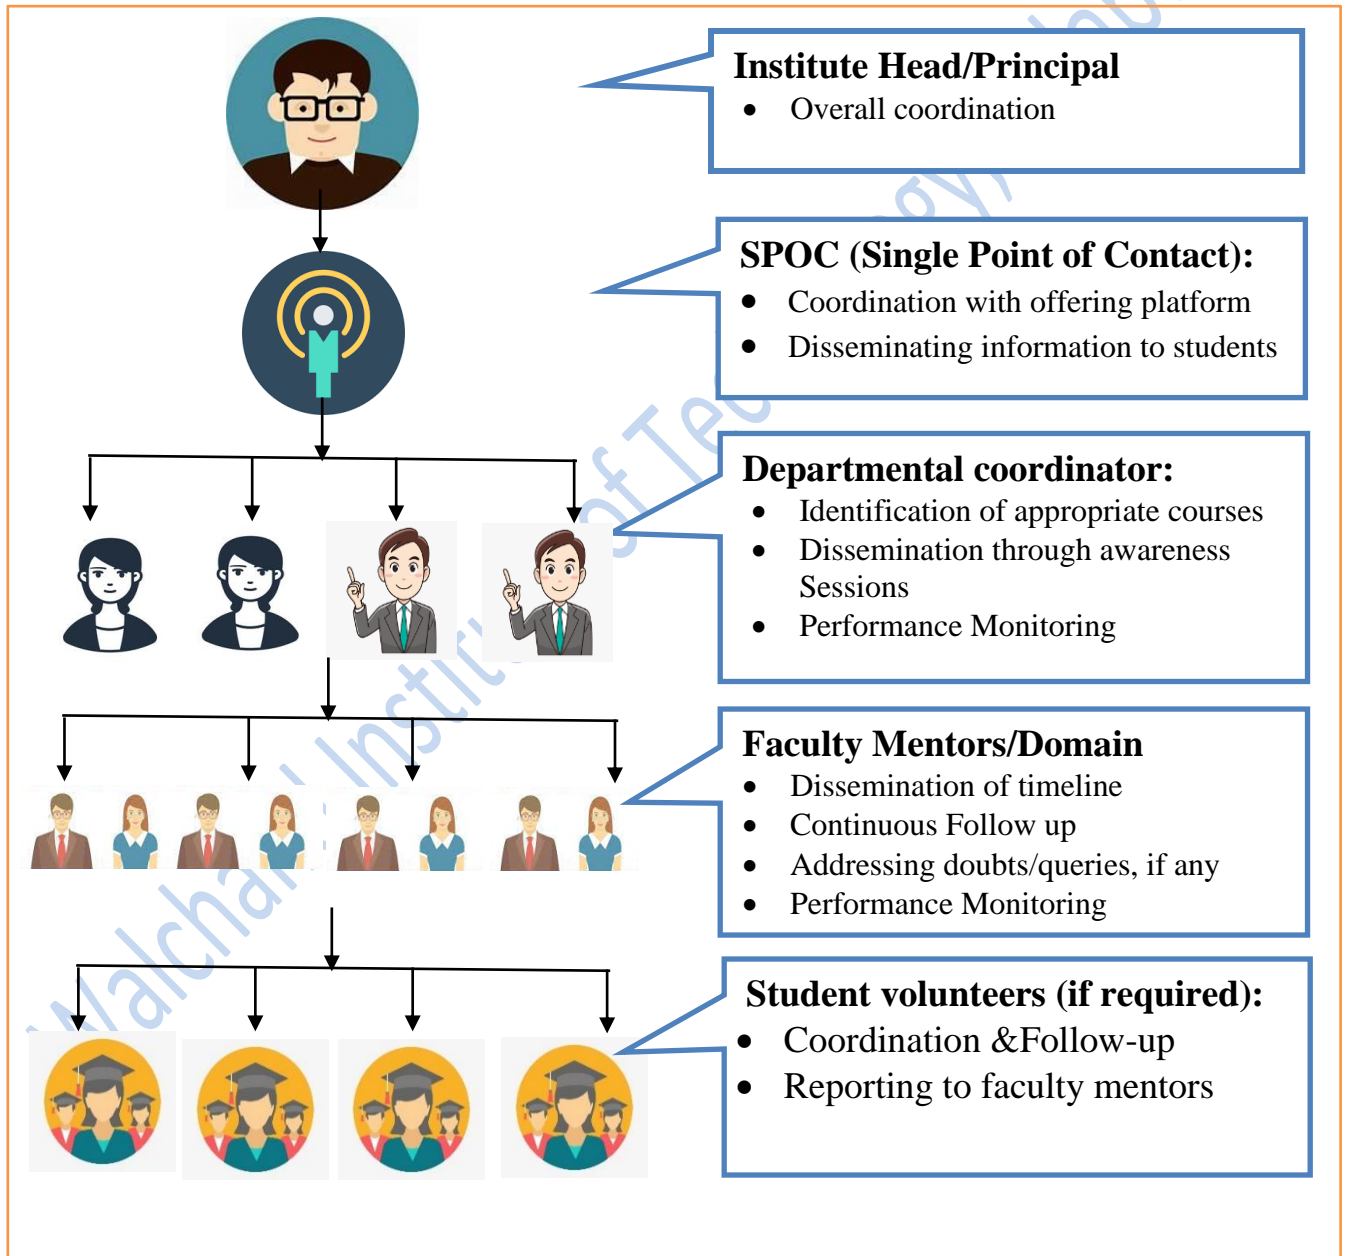 Institute Head/Principal
• Overall coordination
SPOC (Single Point of Contact):
• Coordination with offering platform
• Disseminating information to students
Departmental coordinator:
• Identification of appropriate courses
• Dissemination through awareness
Sessions
• Performance Monitoring
Faculty Mentors/Domain
• Dissemination of timeline
• Continuous Follow up
• Addressing doubts/queries, if any
• Performance Monitoring
Student volunteers (if required):
• Coordination &Follow-up
• Reporting to faculty mentors
Walchand Institute of